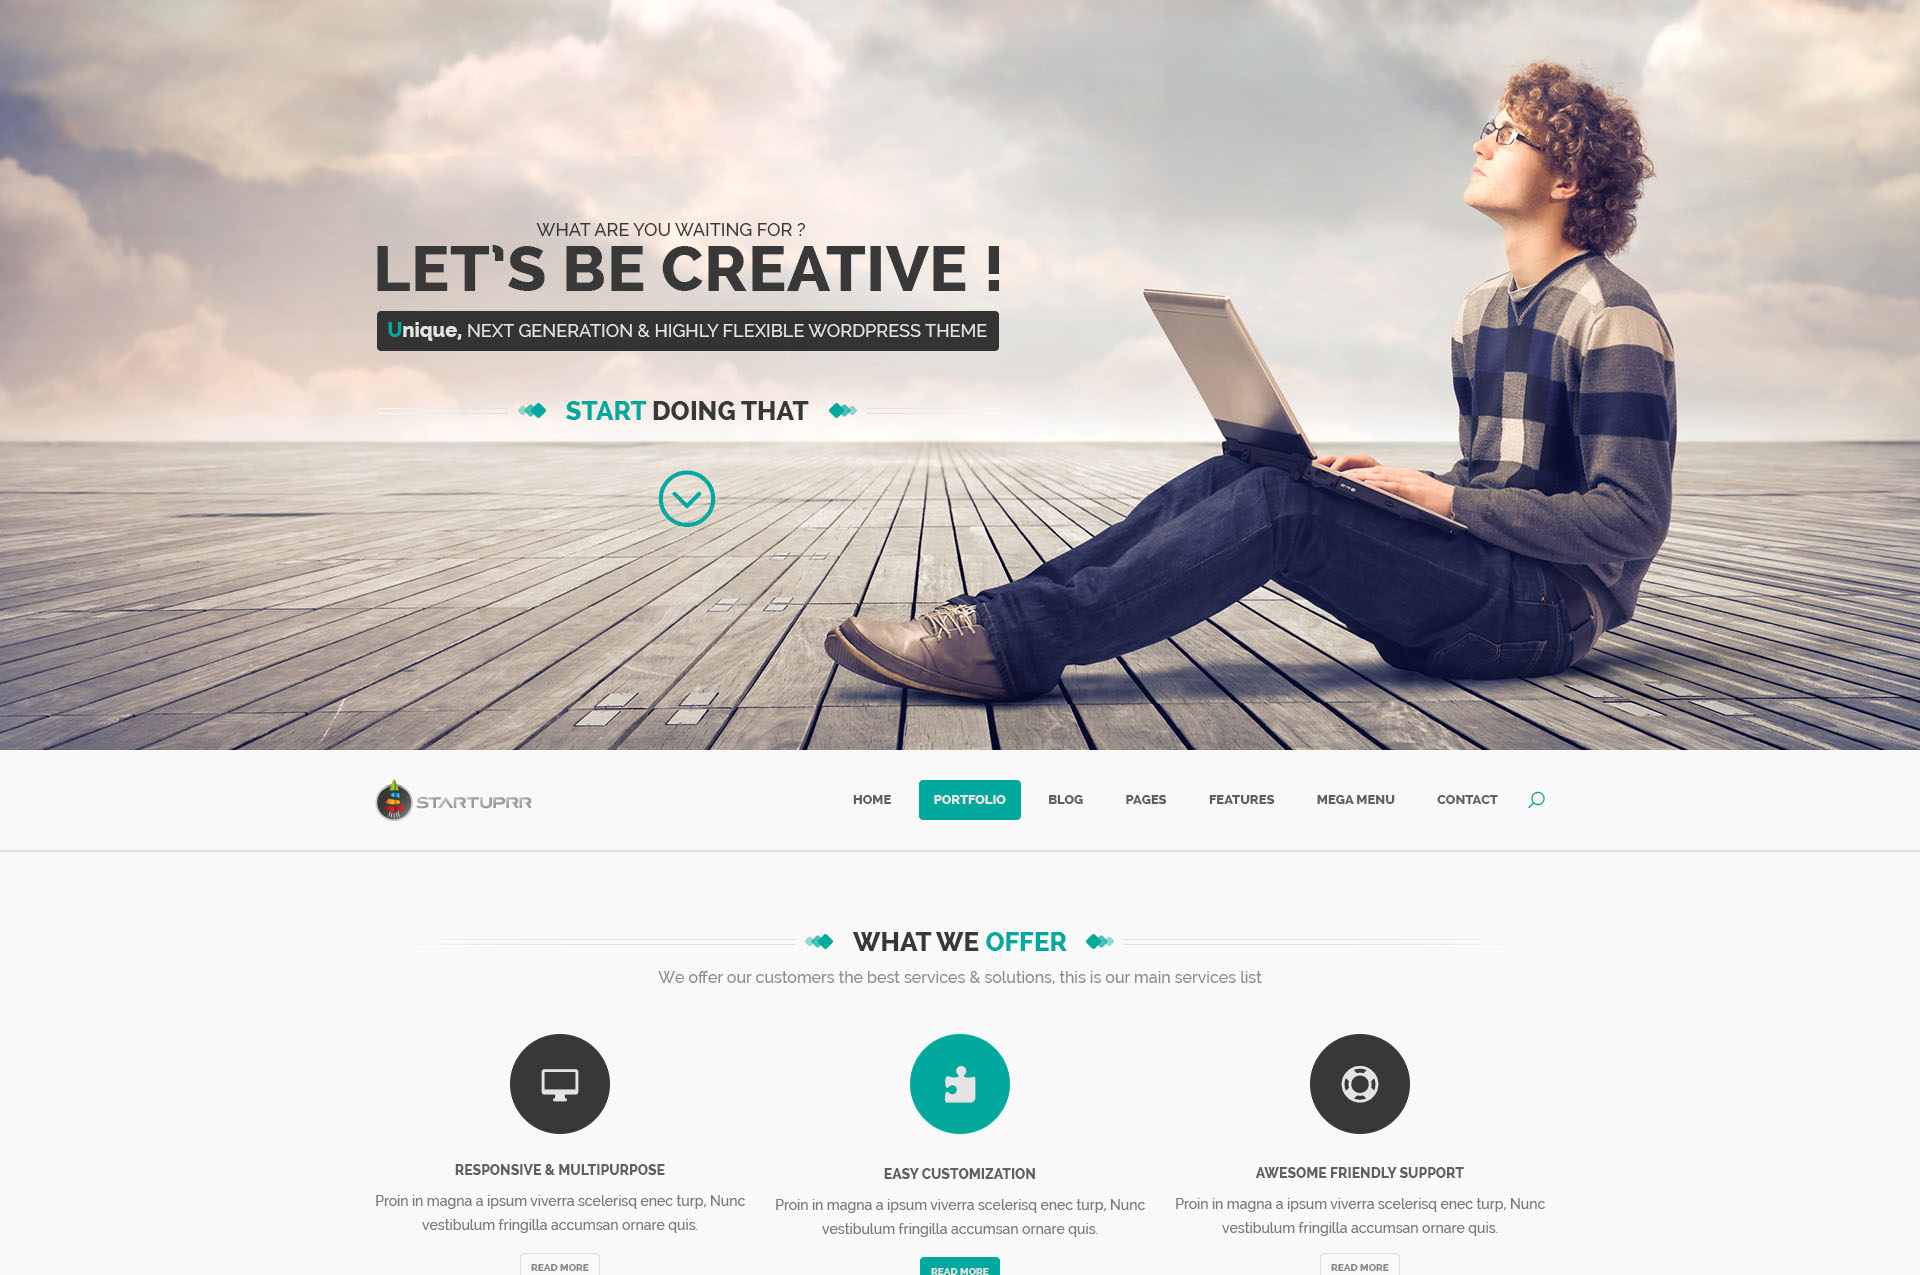 WHAT ARE YOU WAITING FOR ?
LET'S BE CREATIVE !
Unique, NEXT GENERATION & HIGHLY FLEXIBLE WORDPRESS THEME
START DOING THAT
STARTUPRR
HOME PORTFOLIO BLOG PAGES FEATURES MEGA MENU CONTACT
WHAT WE OFFER
We offer our customers the best services & solutions, this is our main services list
RESPONSIVE & MULTIPURPOSE
Proin in magna a ipsum viverra scelerisq enec turp, Nunc
vestibulum fringilla accumsan ornare quis.
READ MORE
EASY CUSTOMIZATION
Proin in magna a ipsum viverra scelerisq enec turp, Nunc
vestibulum fringilla accumsan ornare quis.
READ MORE
AWESOME FRIENDLY SUPPORT
Proin in magna a ipsum viverra scelerisq enec turp, Nunc
vestibulum fringilla accumsan ornare quis.
READ MORE